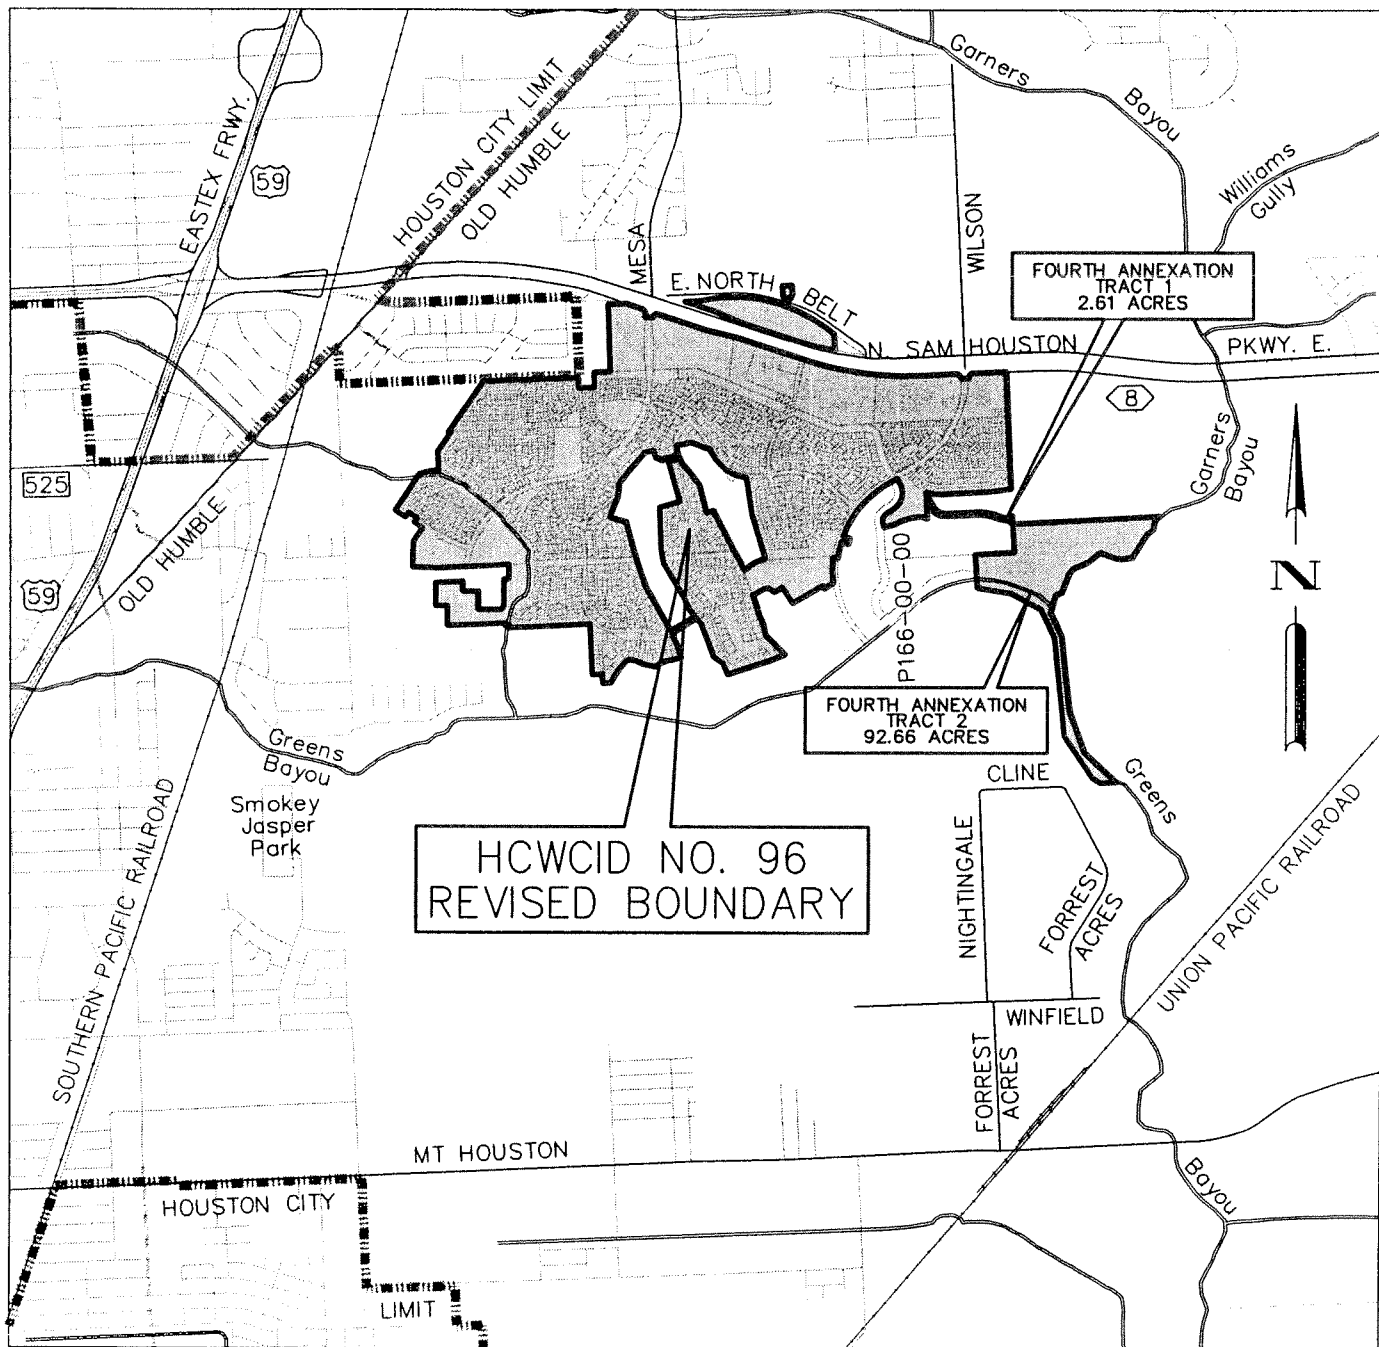 Garners
Bayou
Williams
Gully
EASTEX FRWY.
59
HOUSTON CITY LIMIT
OLD HUMBLE
MESA
WILSON
E. NORTH
BELT
FOURTH ANNEXATION
TRACT 1
2.61 ACRES
N. SAM HOUSTON
PKWY. E.
8
Garners
Bayou
525
59
OLD HUMBLE
N
P166-00-00
FOURTH ANNEXATION
TRACT 2
92.66 ACRES
Greens
Bayou
Smokey
Jasper
Park
SOUTHERN PACIFIC RAILROAD
HCWCID NO. 96
REVISED BOUNDARY
CLINE
Greens
NIGHTINGALE
FORREST
ACRES
UNION PACIFIC RAILROAD
WINFIELD
FORREST
ACRES
MT HOUSTON
Bayou
HOUSTON CITY
LIMIT